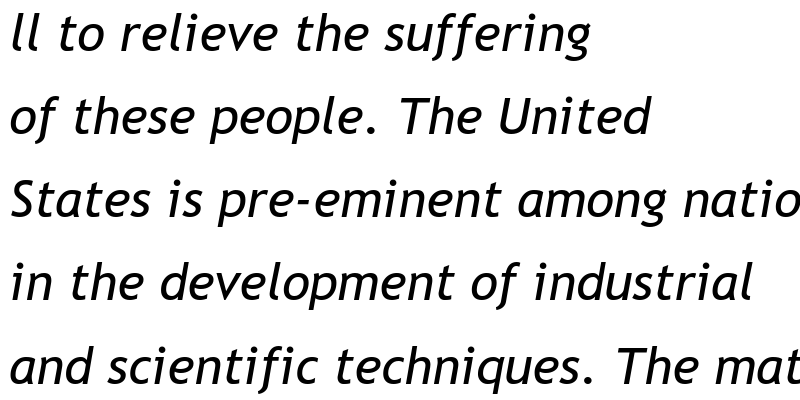 ll to relieve the suffering
of these people. The United
States is pre-eminent among natio
in the development of industrial
and scientific techniques. The mat